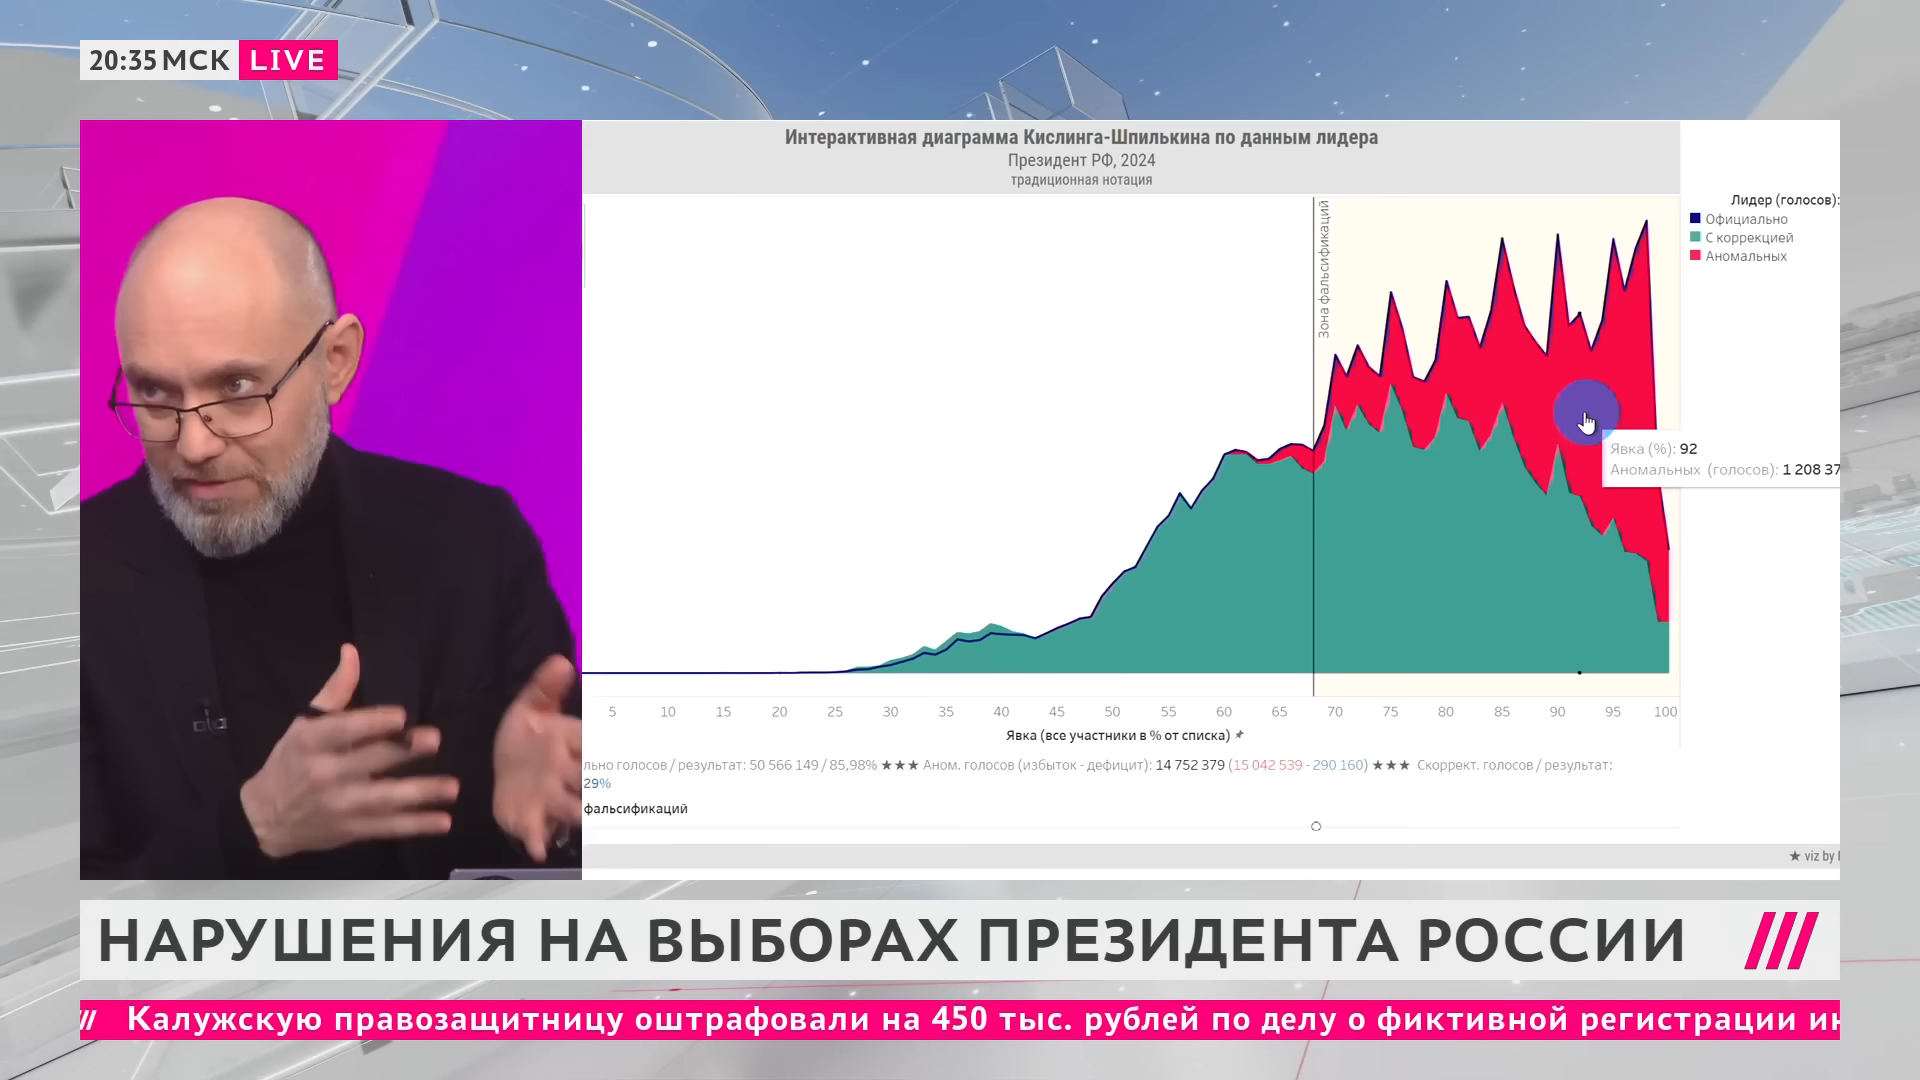 20:35 МСК LIVE
Интерактивная диаграмма Кислинга-Шпилькина по данным лидера
Президент РФ, 2024
традиционная нотация
Лидер (голосов):
Официально
С коррекцией
Аномальных
Зона фальсификаций
Явка (%): 92
Аномальных (голосов): 1 208 37
5 10 15 20 25 30 35 40 45 50 55 60 65 70 75 80 85 90 95 100
Явка (все участники в % от списка)
льно голосов / результат: 50 566 149 / 85,98% ★★★ Аном. голосов (избыток - дефицит): 14 752 379 (15 042 539 - 290 160) ★★★ Скоррект. голосов / результат:
29%
фальсификаций
★ viz by
НАРУШЕНИЯ НА ВЫБОРАХ ПРЕЗИДЕНТА РОССИИ
Калужскую правозащитницу оштрафовали на 450 тыс. рублей по делу о фиктивной регистрации ин